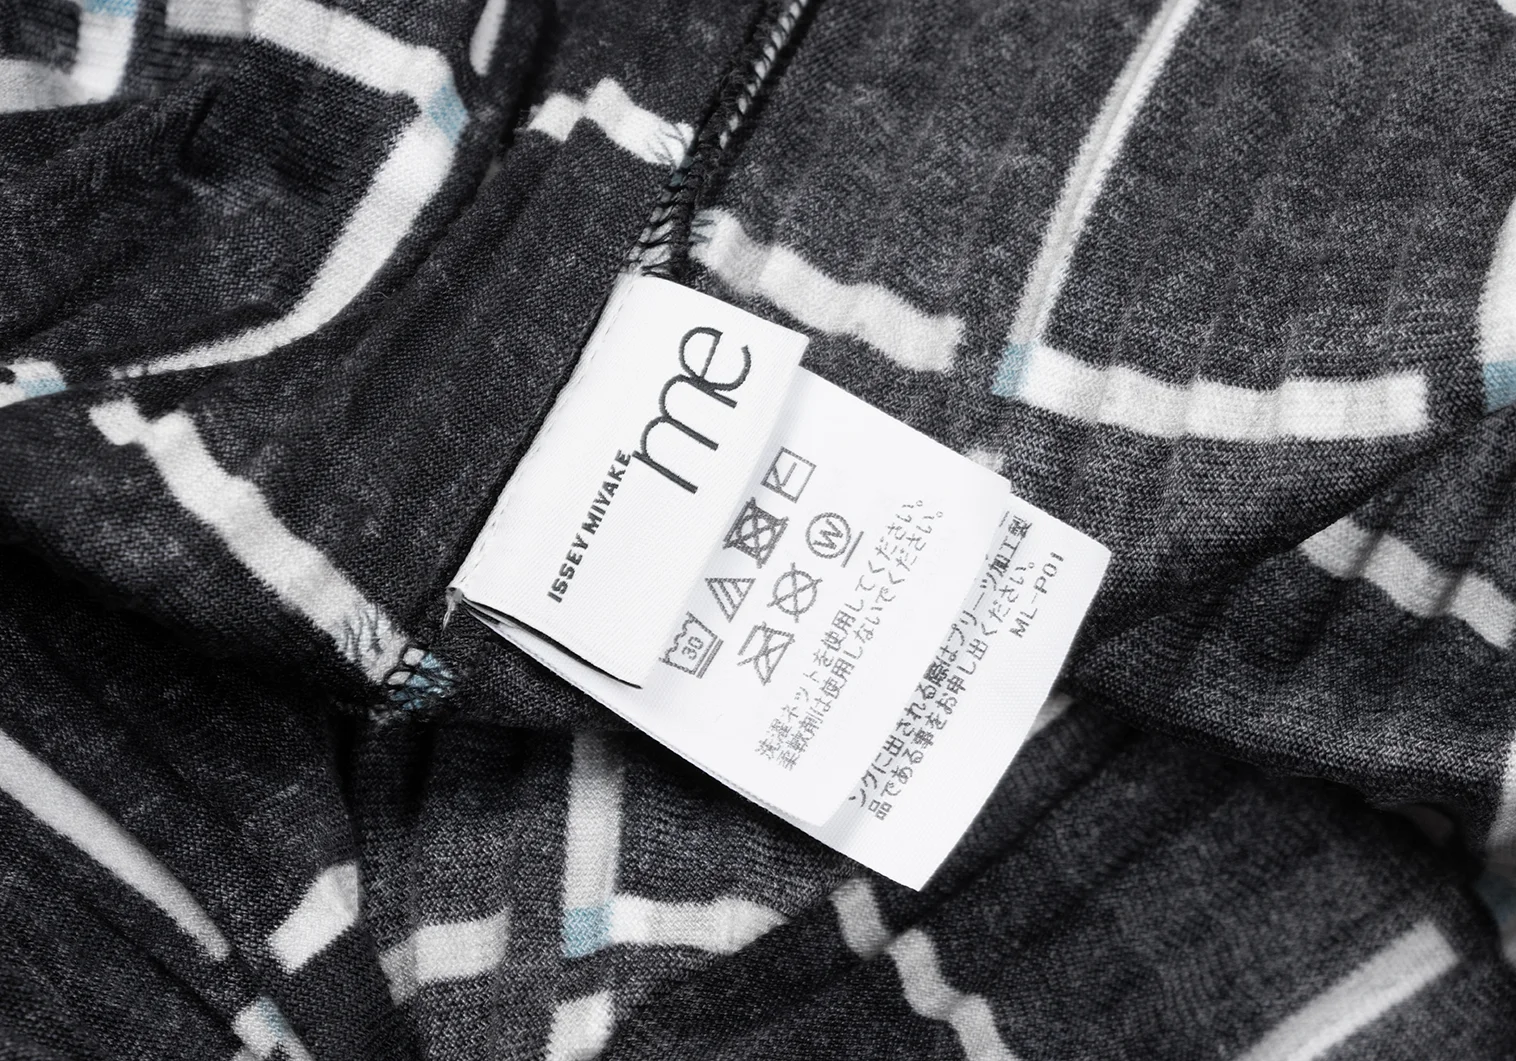 me
ISSEY MIYAKE
30
W
洗濯ネットを使用してください。
柔軟剤は使用しないでください。
ングに出される際はプリーツ加工製
品である事をお申し出ください。
ML-P01